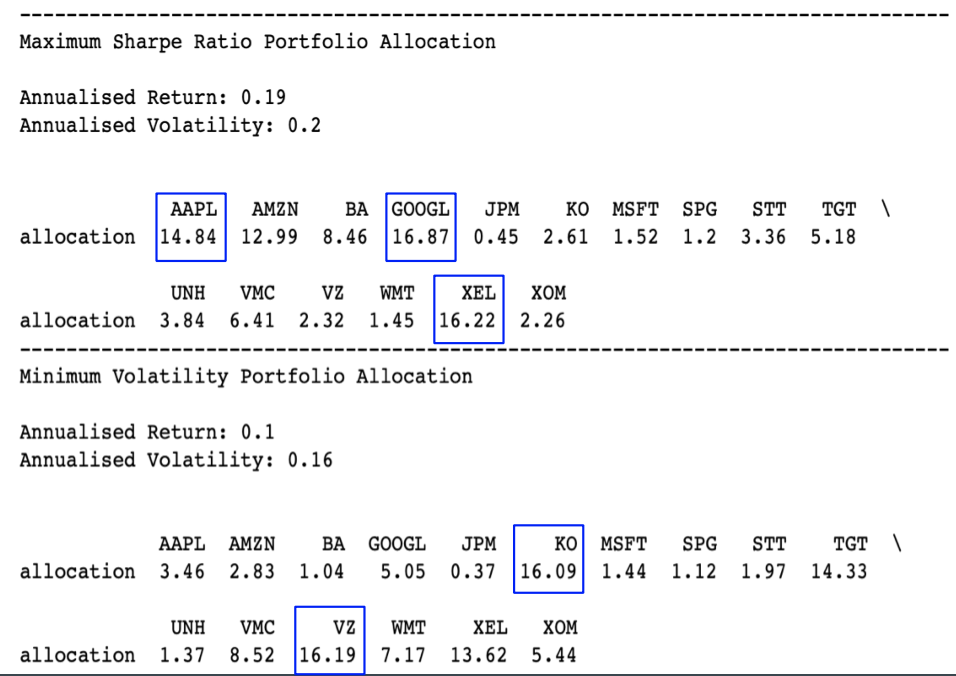 --------------------------------------------------------------------------------
Maximum Sharpe Ratio Portfolio Allocation
Annualised Return: 0.19
Annualised Volatility: 0.2
AAPL AMZN BA GOOGL JPM KO MSFT SPG STT TGT \
allocation 14.84 12.99 8.46 16.87 0.45 2.61 1.52 1.2 3.36 5.18
UNH VMC VZ WMT XEL XOM
allocation 3.84 6.41 2.32 1.45 16.22 2.26
--------------------------------------------------------------------------------
Minimum Volatility Portfolio Allocation
Annualised Return: 0.1
Annualised Volatility: 0.16
AAPL AMZN BA GOOGL JPM KO MSFT SPG STT TGT \
allocation 3.46 2.83 1.04 5.05 0.37 16.09 1.44 1.12 1.97 14.33
UNH VMC VZ WMT XEL XOM
allocation 1.37 8.52 16.19 7.17 13.62 5.44